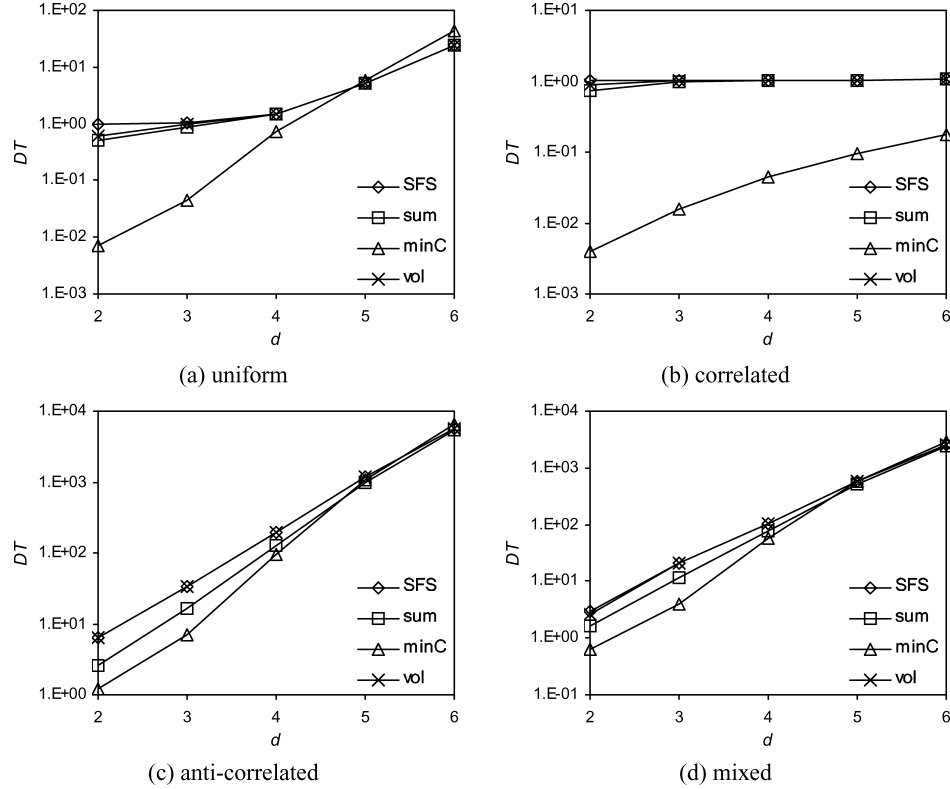 1.E+02
1.E+01
1.E+00
1.E-01
1.E-02
1.E-03
DT
SFS
sum
minC
vol
2 3 4 5 6
d
(a) uniform
1.E+01
1.E+00
1.E-01
1.E-02
1.E-03
DT
SFS
sum
minC
vol
2 3 4 5 6
d
(b) correlated
1.E+04
1.E+03
1.E+02
1.E+01
1.E+00
DT
SFS
sum
minC
vol
2 3 4 5 6
d
(c) anti-correlated
1.E+04
1.E+03
1.E+02
1.E+01
1.E+00
1.E-01
DT
SFS
sum
minC
vol
2 3 4 5 6
d
(d) mixed